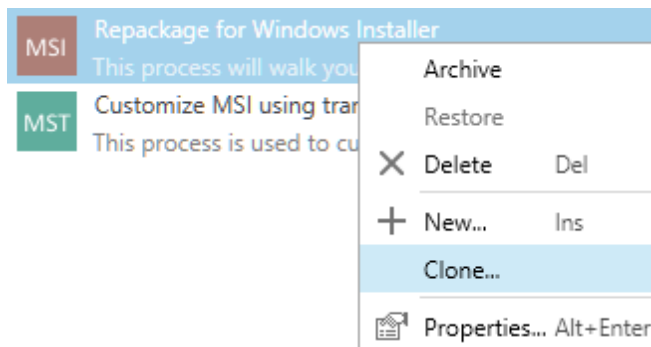 MSI
Repackage for Windows Installer
This process will walk you
MST
Customize MSI using tran
This process is used to cu
Archive
Restore
Delete Del
New... Ins
Clone...
Properties... Alt+Enter